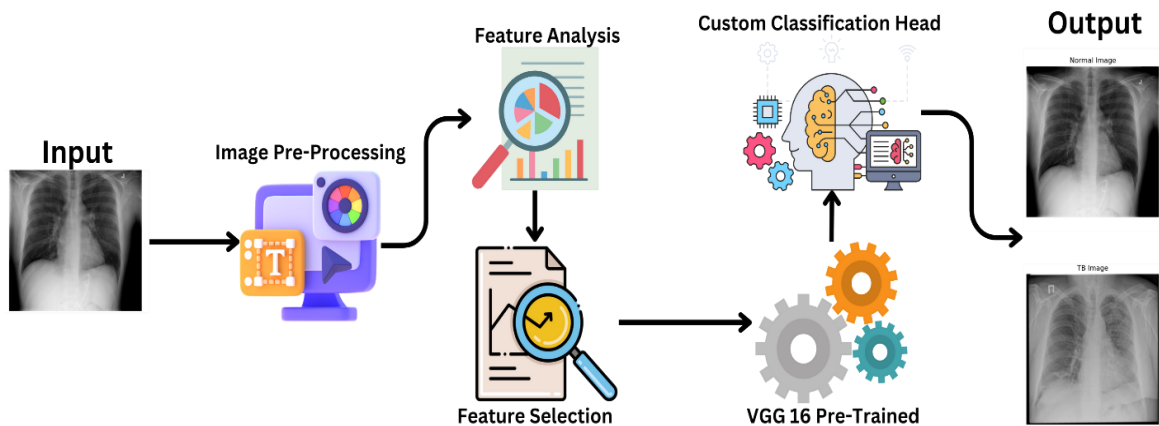 Input
Image Pre-Processing
T
Feature Analysis
Feature Selection
VGG 16 Pre-Trained
Custom Classification Head
Output
Normal Image
TB Image